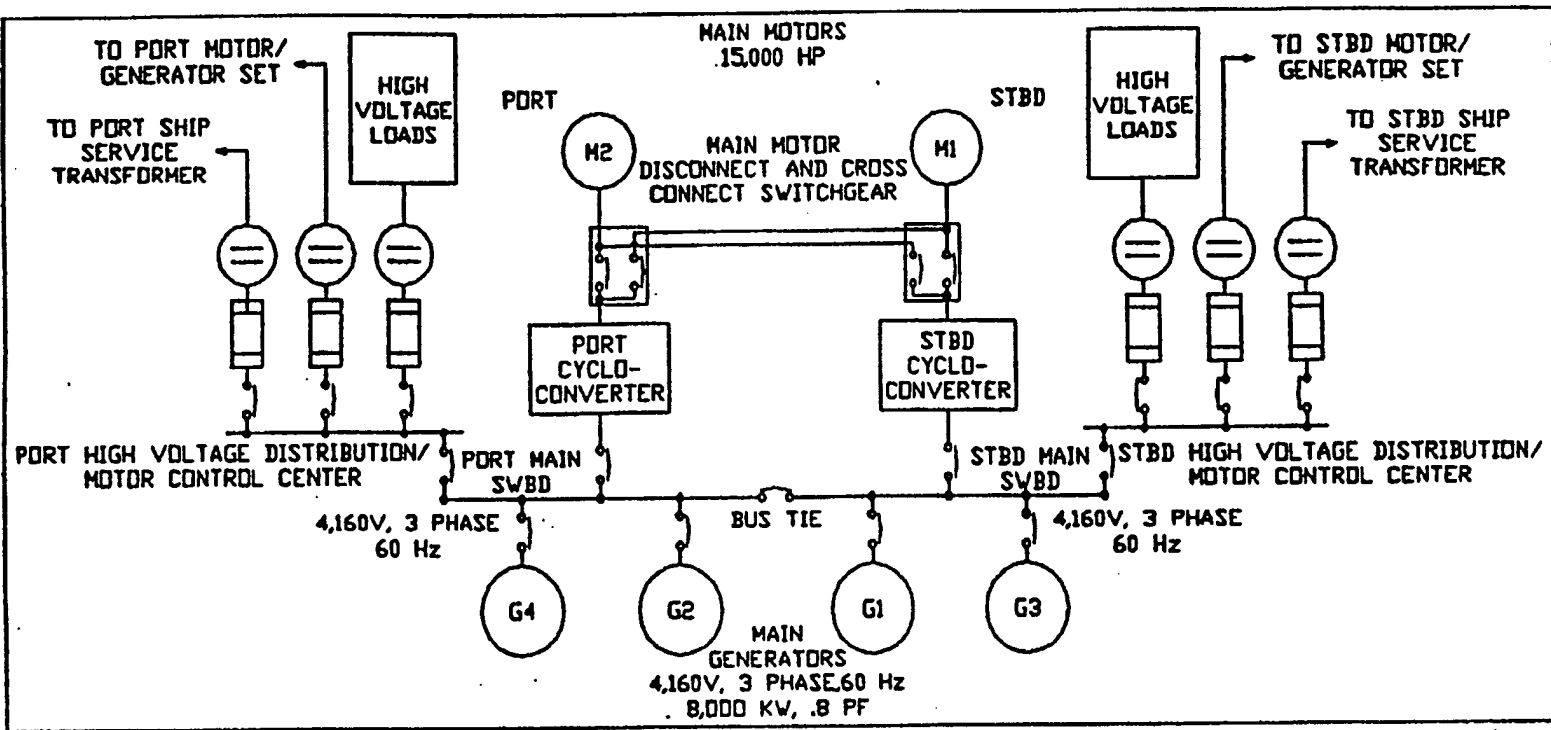 MAIN MOTORS
.15,000 HP
TO PORT MOTOR/
GENERATOR SET
HIGH
VOLTAGE
LOADS
TO PORT SHIP
SERVICE
TRANSFORMER
PORT
STBD
M2
M1
MAIN MOTOR
DISCONNECT AND CROSS
CONNECT SWITCHGEAR
HIGH
VOLTAGE
LOADS
TO STBD MOTOR/
GENERATOR SET
TO STBD SHIP
SERVICE
TRANSFORMER
PORT
CYCLO-
CONVERTER
STBD
CYCLO-
CONVERTER
PORT HIGH VOLTAGE DISTRIBUTION/
MOTOR CONTROL CENTER
PORT MAIN
SWBD
STBD MAIN
SWBD
STBD HIGH VOLTAGE DISTRIBUTION/
MOTOR CONTROL CENTER
4,160V, 3 PHASE
60 Hz
BUS TIE
4,160V, 3 PHASE
60 Hz
G4
G2
G1
G3
MAIN
GENERATORS
4,160V, 3 PHASE,60 Hz
. 8,000 KW, .8 PF